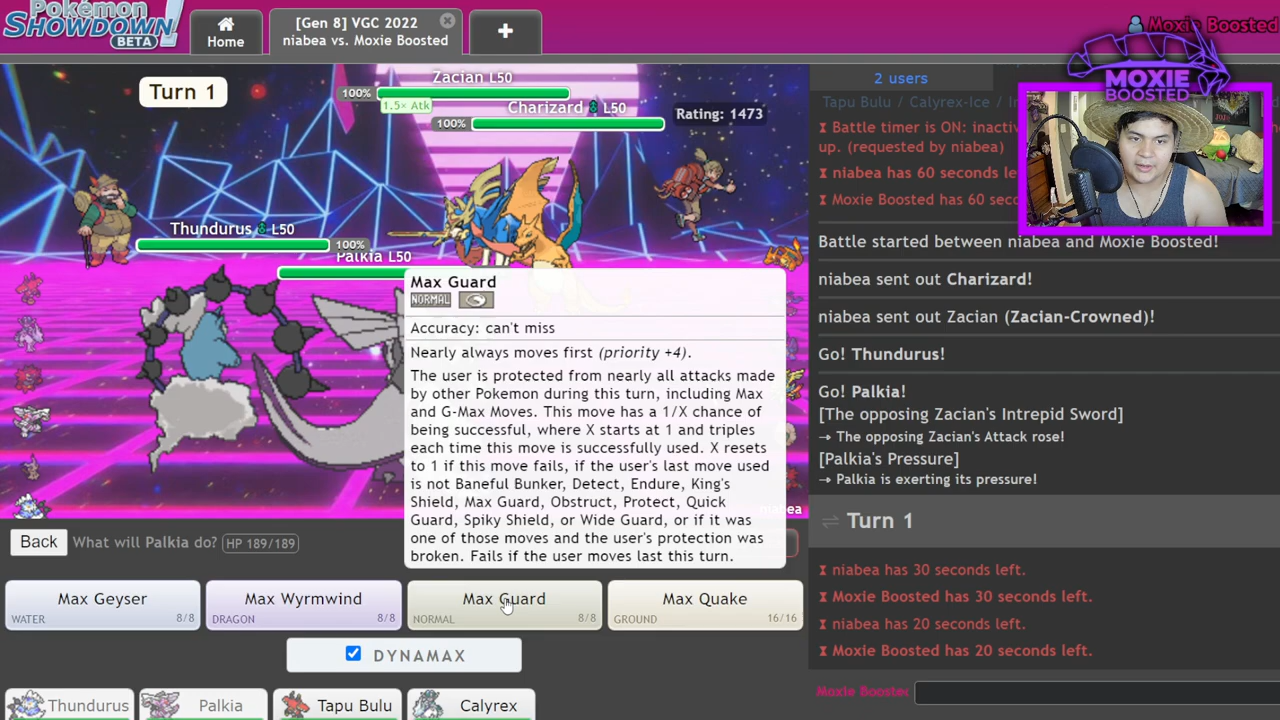 Pokémon
SHOWDOWN!
BETA
Home
[Gen 8] VGC 2022
niabea vs. Moxie Boosted
Moxie Boosted
MOXIE
BOOSTED
Turn 1
Zacian L50
100%
1.5× Atk
Charizard L50
100%
Rating: 1473
Thundurus L50
100%
Palkia L50
Max Guard
NORMAL
Accuracy: can't miss
Nearly always moves first (priority +4).
The user is protected from nearly all attacks made
by other Pokemon during this turn, including Max
and G-Max Moves. This move has a 1/X chance of
being successful, where X starts at 1 and triples
each time this move is successfully used. X resets
to 1 if this move fails, if the user's last move used
is not Baneful Bunker, Detect, Endure, King's
Shield, Max Guard, Obstruct, Protect, Quick
Guard, Spiky Shield, or Wide Guard, or if it was
one of those moves and the user's protection was
broken. Fails if the user moves last this turn.
niabea
Back
What will Palkia do? HP 189/189
Max Geyser
WATER 8/8
Max Wyrmwind
DRAGON 8/8
Max Guard
NORMAL 8/8
Max Quake
GROUND 16/16
DYNAMAX
Thundurus
Palkia
Tapu Bulu
Calyrex
2 users
Tapu Bulu / Calyrex-Ice /
Battle timer is ON: inactiv
up. (requested by niabea)
niabea has 60 seconds le
Moxie Boosted has 60 seco
Battle started between niabea and Moxie Boosted!
niabea sent out Charizard!
niabea sent out Zacian (Zacian-Crowned)!
Go! Thundurus!
Go! Palkia!
[The opposing Zacian's Intrepid Sword]
→ The opposing Zacian's Attack rose!
[Palkia's Pressure]
→ Palkia is exerting its pressure!
Turn 1
niabea has 30 seconds left.
Moxie Boosted has 30 seconds left.
niabea has 20 seconds left.
Moxie Boosted has 20 seconds left.
Moxie Booste